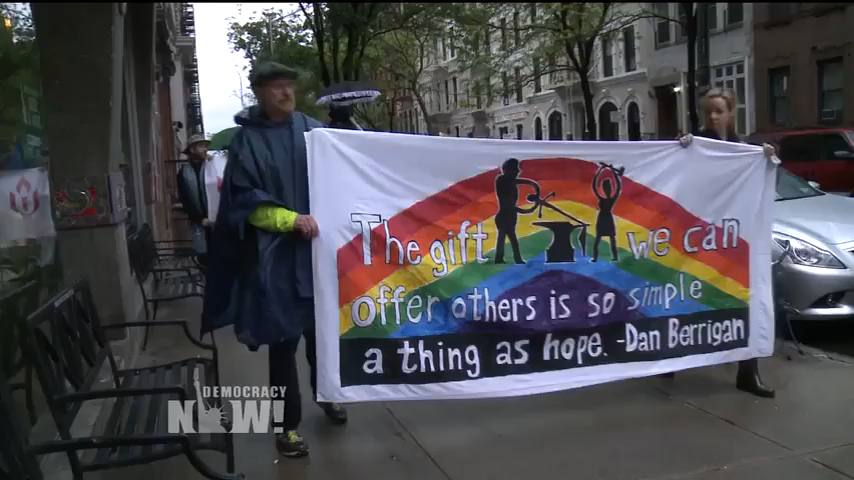 The gift we can
offer others is so simple
a thing as hope. -Dan Berrigan
DEMOCRACY
NOW!